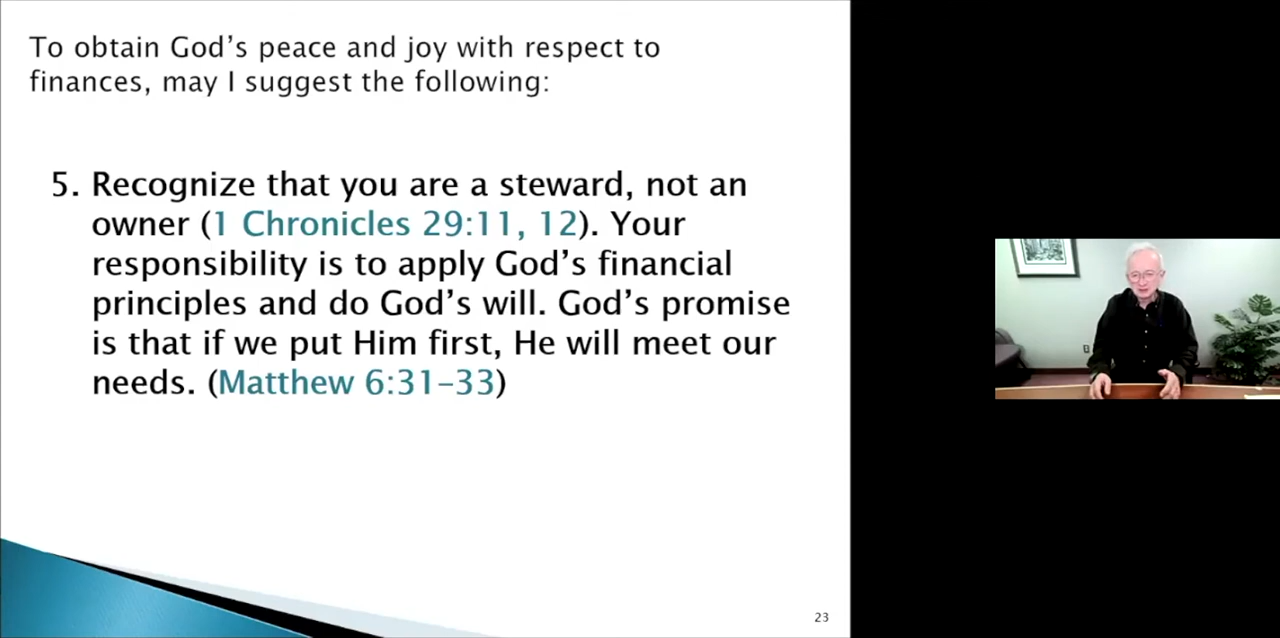 To obtain God's peace and joy with respect to
finances, may I suggest the following:
5. Recognize that you are a steward, not an
owner (1 Chronicles 29:11, 12). Your
responsibility is to apply God's financial
principles and do God's will. God's promise
is that if we put Him first, He will meet our
needs. (Matthew 6:31–33)
23